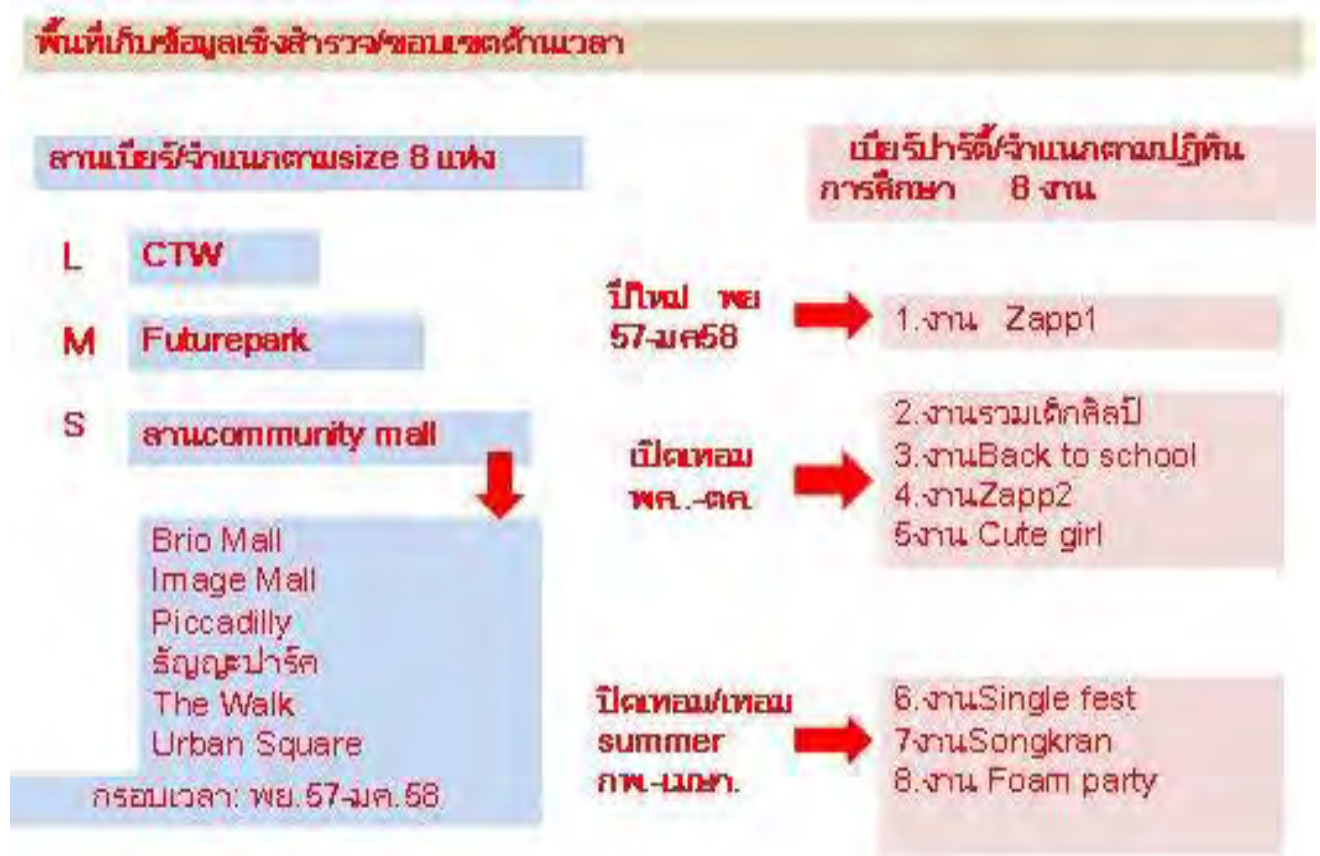 พื้นที่เก็บข้อมูลเชิงสำรวจ/ขอบเขตด้านเวลา
ลานเบียร์/จำแนกตามsize 8 แห่ง
L CTW
M Futurepark
S ลานcommunity mall
Brio Mall
Image Mall
Piccadilly
ธัญญะปาร์ค
The Walk
Urban Square
กรอบเวลา: พย.57-มค.58
เบียร์ปาร์ตี้/จำแนกตามปฏิทิน
การศึกษา 8 งาน
ปีใหม่ พย
57-มค58
1.งาน Zapp1
เปิดเทอม
พค.-ตค.
2.งานรวมเด็กศิลป์
3.งานBack to school
4.งานZapp2
5งาน Cute girl
ปิดเทอม/เทอม
summer
กพ.-เมษา.
6.งานSingle fest
7งานSongkran
8.งาน Foam party